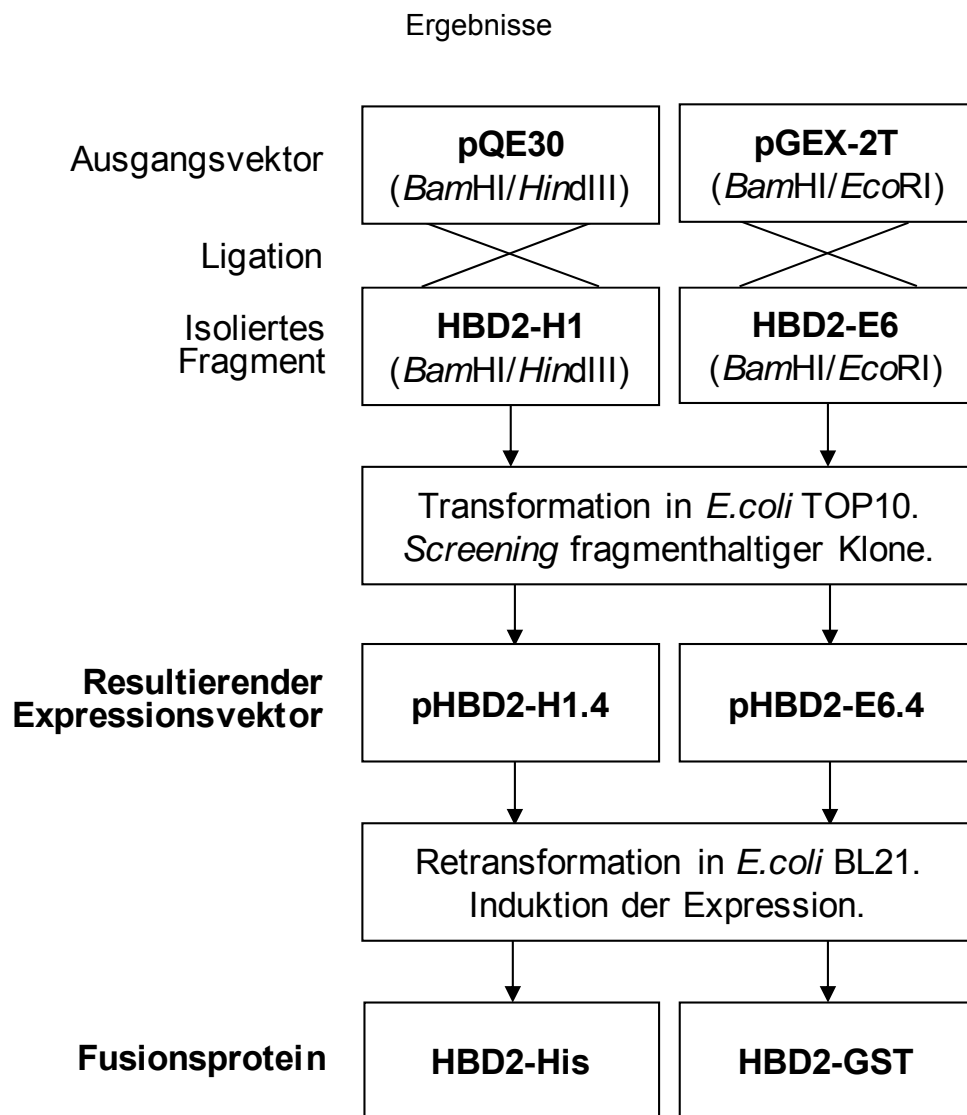 Ergebnisse
Ausgangsvektor
pQE30
(BamHI/HindIII)
pGEX-2T
(BamHI/EcoRI)
Ligation
Isoliertes
Fragment
HBD2-H1
(BamHI/HindIII)
HBD2-E6
(BamHI/EcoRI)
Transformation in E.coli TOP10.
Screening fragmenthaltiger Klone.
Resultierender
Expressionsvektor
pHBD2-H1.4
pHBD2-E6.4
Retransformation in E.coli BL21.
Induktion der Expression.
Fusionsprotein
HBD2-His
HBD2-GST